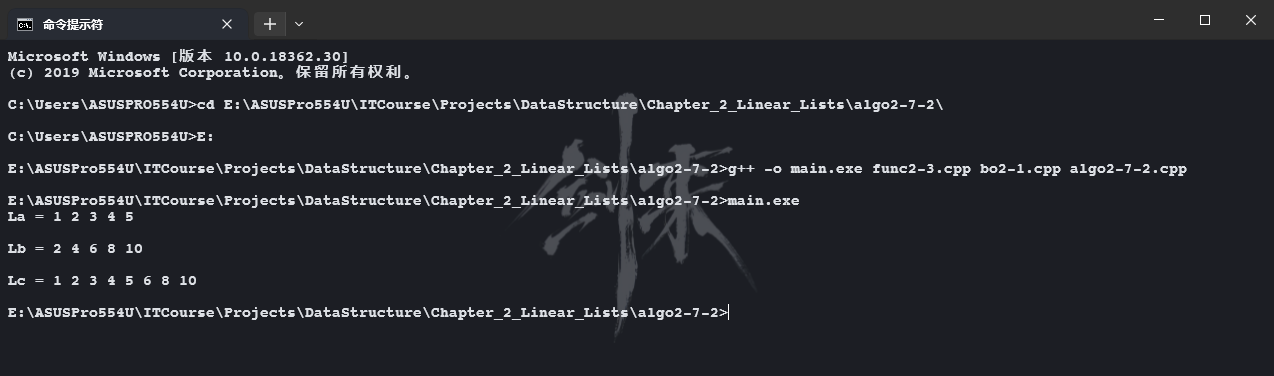 命令提示符
Microsoft Windows [版本 10.0.18362.30]
(c) 2019 Microsoft Corporation。保留所有权利。
C:\Users\ASUSPRO554U>cd E:\ASUSPro554U\ITCourse\Projects\DataStructure\Chapter_2_Linear_Lists\algo2-7-2\
C:\Users\ASUSPRO554U>E:
E:\ASUSPro554U\ITCourse\Projects\DataStructure\Chapter_2_Linear_Lists\algo2-7-2>g++ -o main.exe func2-3.cpp bo2-1.cpp algo2-7-2.cpp
E:\ASUSPro554U\ITCourse\Projects\DataStructure\Chapter_2_Linear_Lists\algo2-7-2>main.exe
La = 1 2 3 4 5
Lb = 2 4 6 8 10
Lc = 1 2 3 4 5 6 8 10
E:\ASUSPro554U\ITCourse\Projects\DataStructure\Chapter_2_Linear_Lists\algo2-7-2>
剑来